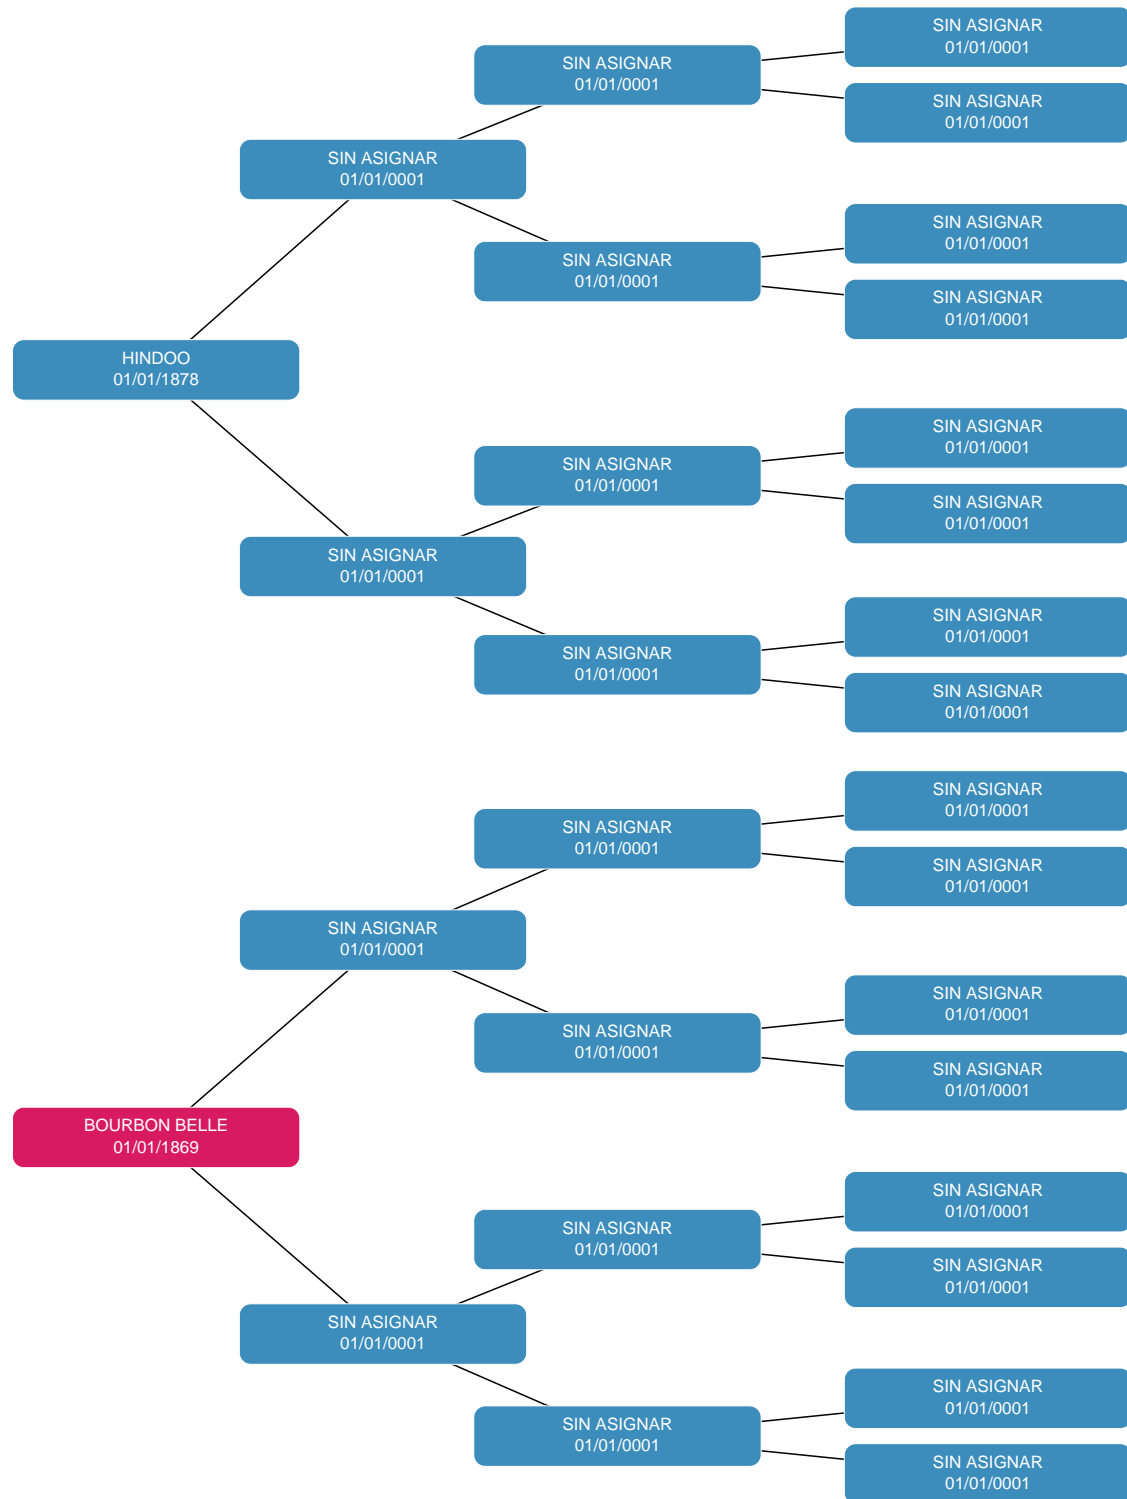 SIN ASIGNAR
01/01/0001
SIN ASIGNAR
01/01/0001
SIN ASIGNAR
01/01/0001
SIN ASIGNAR
01/01/0001
SIN ASIGNAR
01/01/0001
SIN ASIGNAR
01/01/0001
SIN ASIGNAR
01/01/0001
HINDOO
01/01/1878
SIN ASIGNAR
01/01/0001
SIN ASIGNAR
01/01/0001
SIN ASIGNAR
01/01/0001
SIN ASIGNAR
01/01/0001
SIN ASIGNAR
01/01/0001
SIN ASIGNAR
01/01/0001
SIN ASIGNAR
01/01/0001
SIN ASIGNAR
01/01/0001
SIN ASIGNAR
01/01/0001
SIN ASIGNAR
01/01/0001
SIN ASIGNAR
01/01/0001
SIN ASIGNAR
01/01/0001
SIN ASIGNAR
01/01/0001
SIN ASIGNAR
01/01/0001
BOURBON BELLE
01/01/1869
SIN ASIGNAR
01/01/0001
SIN ASIGNAR
01/01/0001
SIN ASIGNAR
01/01/0001
SIN ASIGNAR
01/01/0001
SIN ASIGNAR
01/01/0001
SIN ASIGNAR
01/01/0001
SIN ASIGNAR
01/01/0001